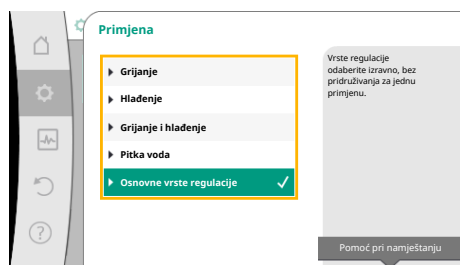 Primjena
Grijanje
Hlađenje
Grijanje i hlađenje
Pitka voda
Osnovne vrste regulacije
Vrste regulacije
odaberite izravno, bez
pridruživanja za jednu
primjenu.
Pomoć pri namještanju